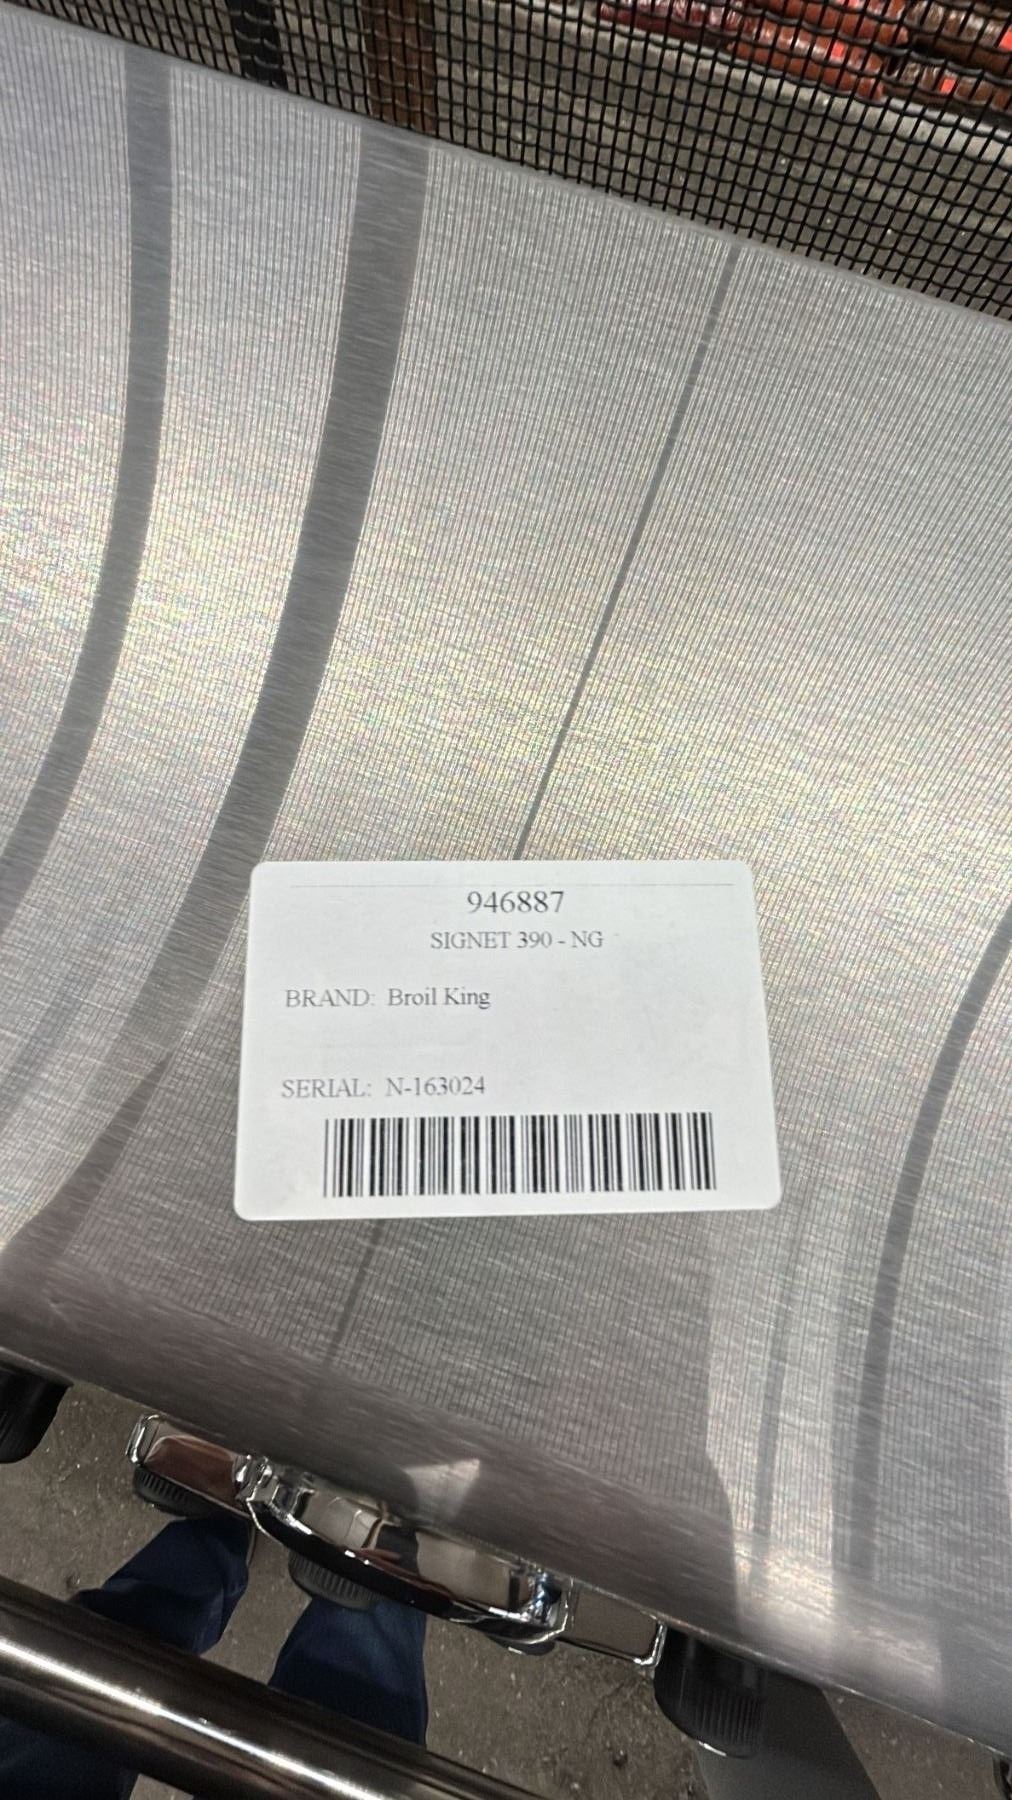 946887
SIGNET 390 - NG
BRAND: Broil King
SERIAL: N-163024